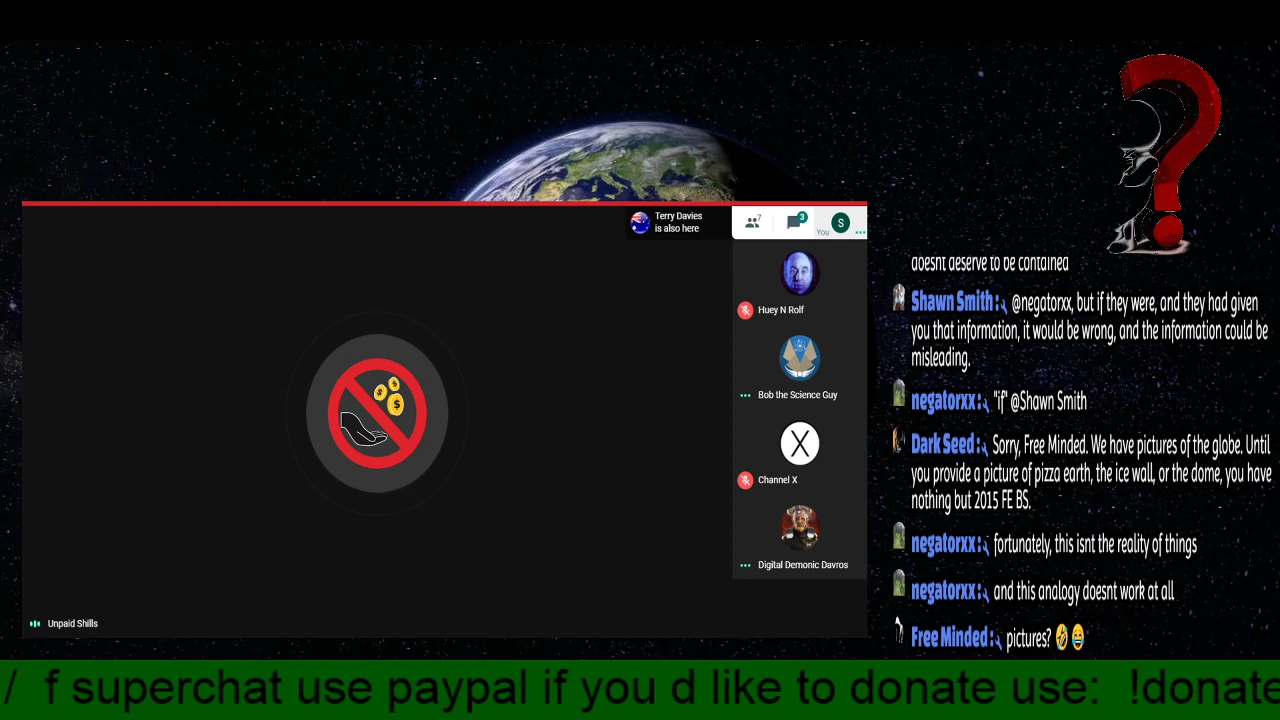 Terry Davies
is also here
7
3
You
S
Huey N Rolf
Bob the Science Guy
X
Channel X
Digital Demonic Davros
Unpaid Shills
?
doesnt deserve to be contained
Shawn Smith: @negatorxx, but if they were, and they had given
you that information, it would be wrong, and the information could be
misleading.
negatorxx: "if" @Shawn Smith
Dark Seed: Sorry, Free Minded. We have pictures of the globe. Until
you provide a picture of pizza earth, the ice wall, or the dome, you have
nothing but 2015 FE BS.
negatorxx: fortunately, this isnt the reality of things
negatorxx: and this analogy doesnt work at all
Free Minded: pictures? 🤣😂
/ f superchat use paypal if you d like to donate use: !donate